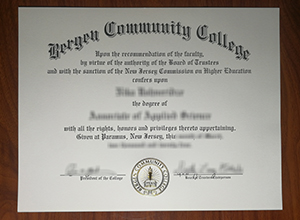 Bergen Community College
Upon the recommendation of the faculty,
by virtue of the authority of the Board of Trustees
and with the sanction of the New Jersey Commission on Higher Education
confers upon
the degree of
Associate of Applied Science
with all the rights, honors and privileges thereto appertaining.
Given at Paramus, New Jersey, this
President of the College
BERGEN COMMUNITY COLLEGE